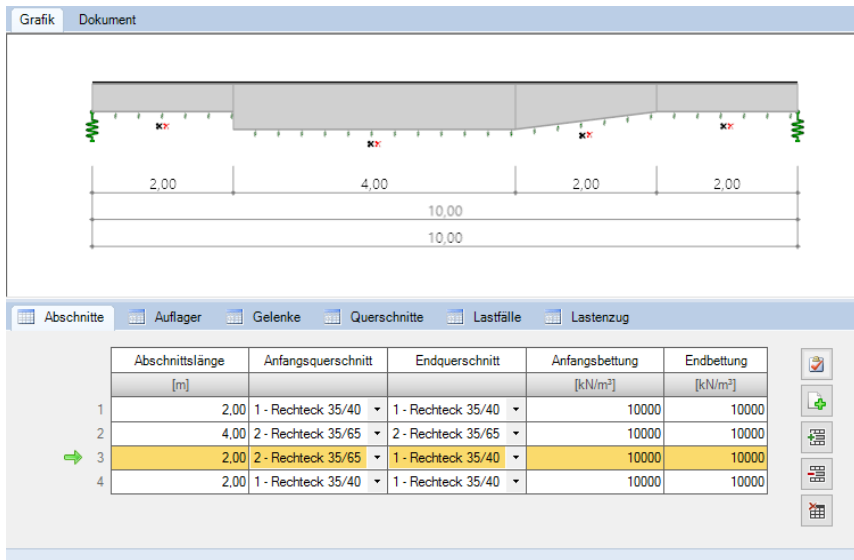 Grafik Dokument
2,00 4,00 2,00 2,00
10,00
10,00
Abschnitte Auflager Gelenke Querschnitte Lastfälle Lastenzug
Abschnittslänge Anfangsquerschnitt Endquerschnitt Anfangsbettung Endbettung
[m] [kN/m³] [kN/m³]
1 2,00 1 - Rechteck 35/40 1 - Rechteck 35/40 10000 10000
2 4,00 2 - Rechteck 35/65 2 - Rechteck 35/65 10000 10000
3 2,00 2 - Rechteck 35/65 1 - Rechteck 35/40 10000 10000
4 2,00 1 - Rechteck 35/40 1 - Rechteck 35/40 10000 10000